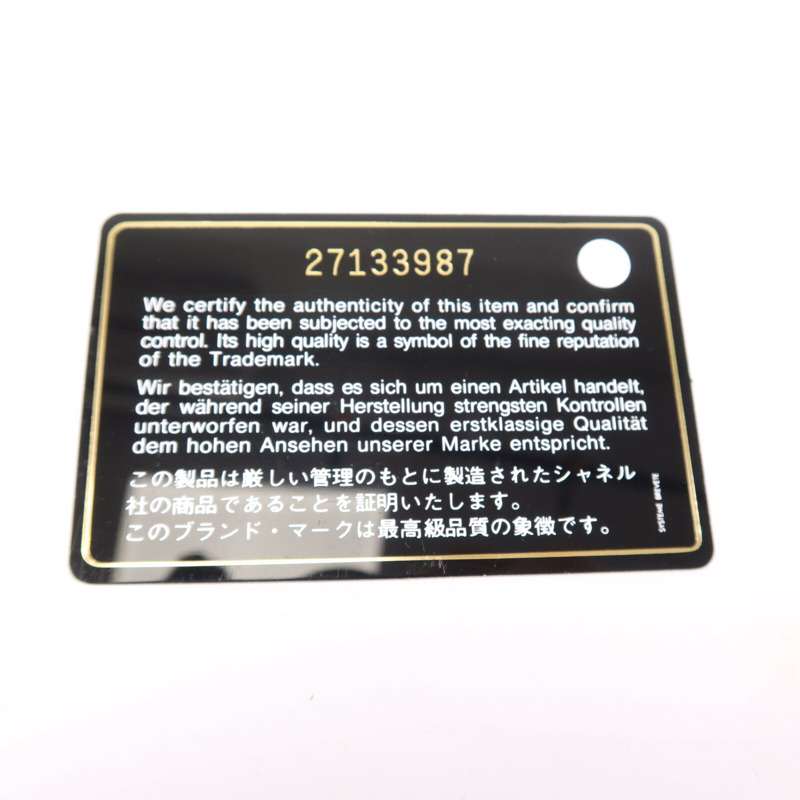 27133987
We certify the authenticity of this item and confirm
that it has been subjected to the most exacting quality
control. Its high quality is a symbol of the fine reputation
of the Trademark.
Wir bestätigen, dass es sich um einen Artikel handelt,
der während seiner Herstellung strengsten Kontrollen
unterworfen war, und dessen erstklassige Qualität
dem hohen Ansehen unserer Marke entspricht.
この製品は厳しい管理のもとに製造されたシャネル
社の商品であることを証明いたします。
このブランド・マークは最高級品質の象徴です。
SYSTEME BREVETE